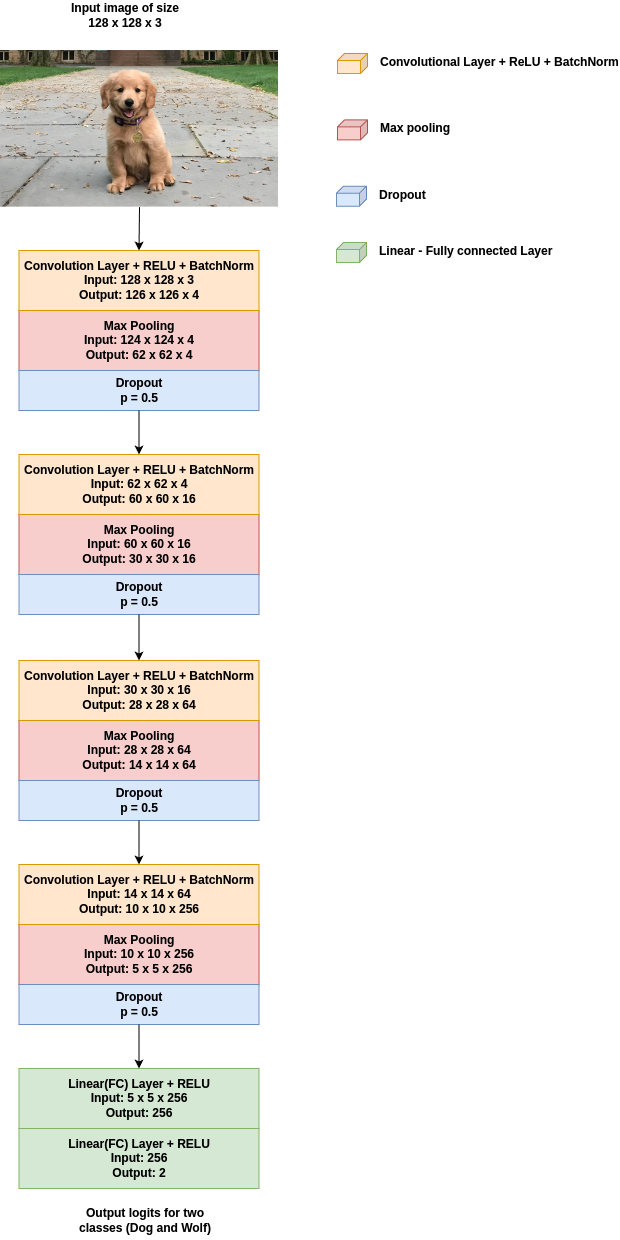 Input image of size
128 x 128 x 3
Convolutional Layer + ReLU + BatchNorm
Max pooling
Dropout
Linear - Fully connected Layer
Convolution Layer + RELU + BatchNorm
Input: 128 x 128 x 3
Output: 126 x 126 x 4
Max Pooling
Input: 124 x 124 x 4
Output: 62 x 62 x 4
Dropout
p = 0.5
Convolution Layer + RELU + BatchNorm
Input: 62 x 62 x 4
Output: 60 x 60 x 16
Max Pooling
Input: 60 x 60 x 16
Output: 30 x 30 x 16
Dropout
p = 0.5
Convolution Layer + RELU + BatchNorm
Input: 30 x 30 x 16
Output: 28 x 28 x 64
Max Pooling
Input: 28 x 28 x 64
Output: 14 x 14 x 64
Dropout
p = 0.5
Convolution Layer + RELU + BatchNorm
Input: 14 x 14 x 64
Output: 10 x 10 x 256
Max Pooling
Input: 10 x 10 x 256
Output: 5 x 5 x 256
Dropout
p = 0.5
Linear(FC) Layer + RELU
Input: 5 x 5 x 256
Output: 256
Linear(FC) Layer + RELU
Input: 256
Output: 2
Output logits for two
classes (Dog and Wolf)